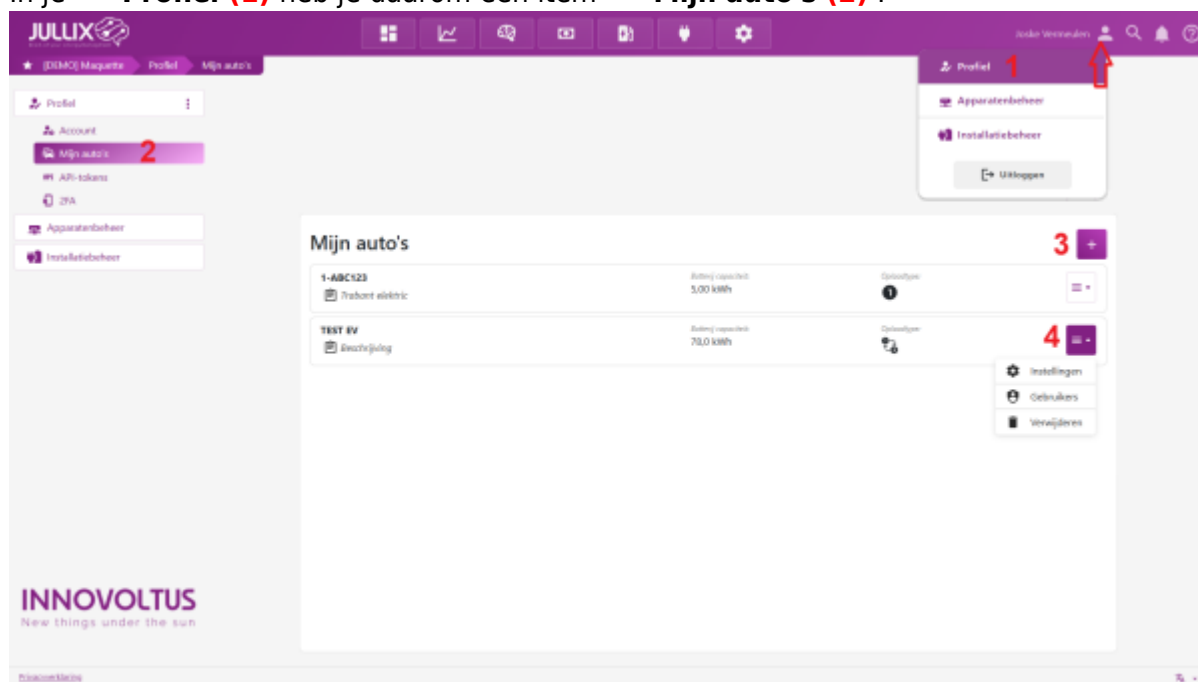 in je Profiel (1) heb je daarom een item Mijn auto's (2) :
JULLIX
Joske Vermeulen
[DEMO] Maquette Profiel Mijn auto's
Profiel 1
Apparatenbeheer
Installatiebeheer
Uitloggen
Profiel
Account
Mijn auto's 2
API-tokens
2FA
Apparatenbeheer
Installatiebeheer
Mijn auto's 3 +
1-ABC123
Trabant elektric
Batterij capaciteit:
5,00 kWh
Oplaadtype:
1
TEST EV
Beschrijving
Batterij capaciteit:
70,0 kWh
Oplaadtype:
4
Instellingen
Gebruikers
Verwijderen
INNOVOLTUS
New things under the sun
Privacyverklaring